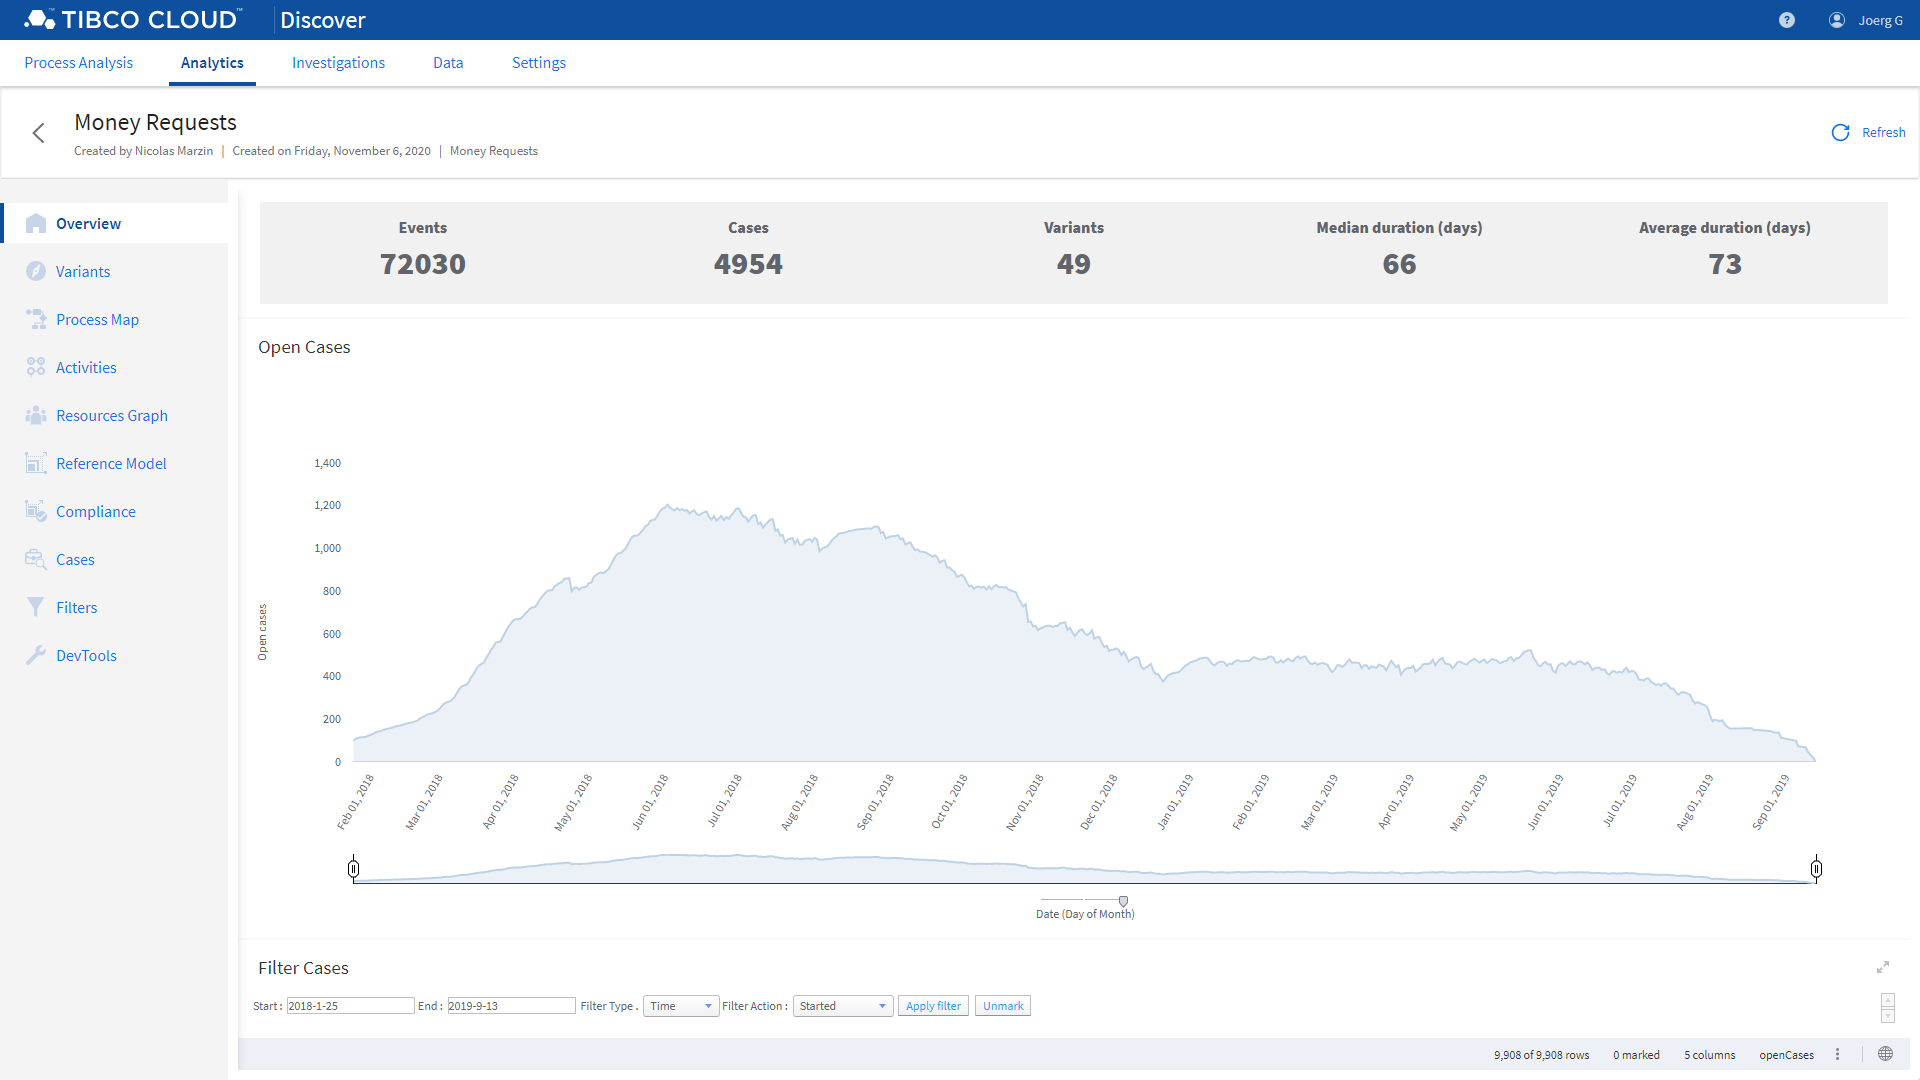 TIBCO CLOUD™ Discover ? Joerg G
Process Analysis Analytics Investigations Data Settings
Money Requests
Created by Nicolas Marzin | Created on Friday, November 6, 2020 | Money Requests
Refresh
Overview
Variants
Process Map
Activities
Resources Graph
Reference Model
Compliance
Cases
Filters
DevTools
Events Cases Variants Median duration (days) Average duration (days)
72030 4954 49 66 73
Open Cases
Open cases
1,400
1,200
1,000
800
600
400
200
0
Feb 01, 2018 Mar 01, 2018 Apr 01, 2018 May 01, 2018 Jun 01, 2018 Jul 01, 2018 Aug 01, 2018 Sep 01, 2018 Oct 01, 2018 Nov 01, 2018 Dec 01, 2018 Jan 01, 2019 Feb 01, 2019 Mar 01, 2019 Apr 01, 2019 May 01, 2019 Jun 01, 2019 Jul 01, 2019 Aug 01, 2019 Sep 01, 2019
Date (Day of Month)
Filter Cases
Start : 2018-1-25 End : 2019-9-13 Filter Type . Time Filter Action : Started Apply filter Unmark
9,908 of 9,908 rows 0 marked 5 columns openCases